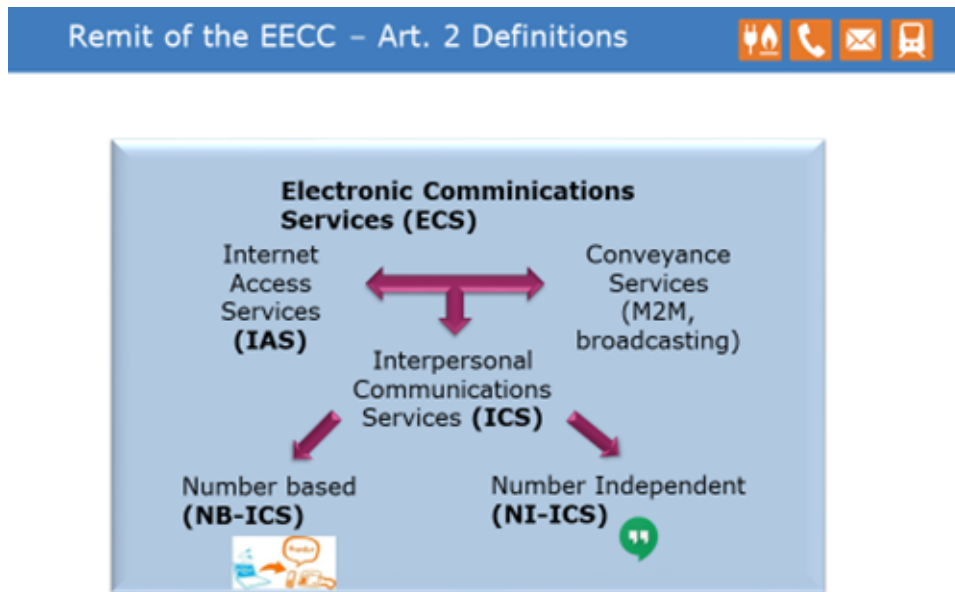 Remit of the EECC – Art. 2 Definitions
Electronic Comminications
Services (ECS)
Internet
Access
Services
(IAS)
Conveyance
Services
(M2M,
broadcasting)
Interpersonal
Communications
Services (ICS)
Number based
(NB-ICS)
Number Independent
(NI-ICS)